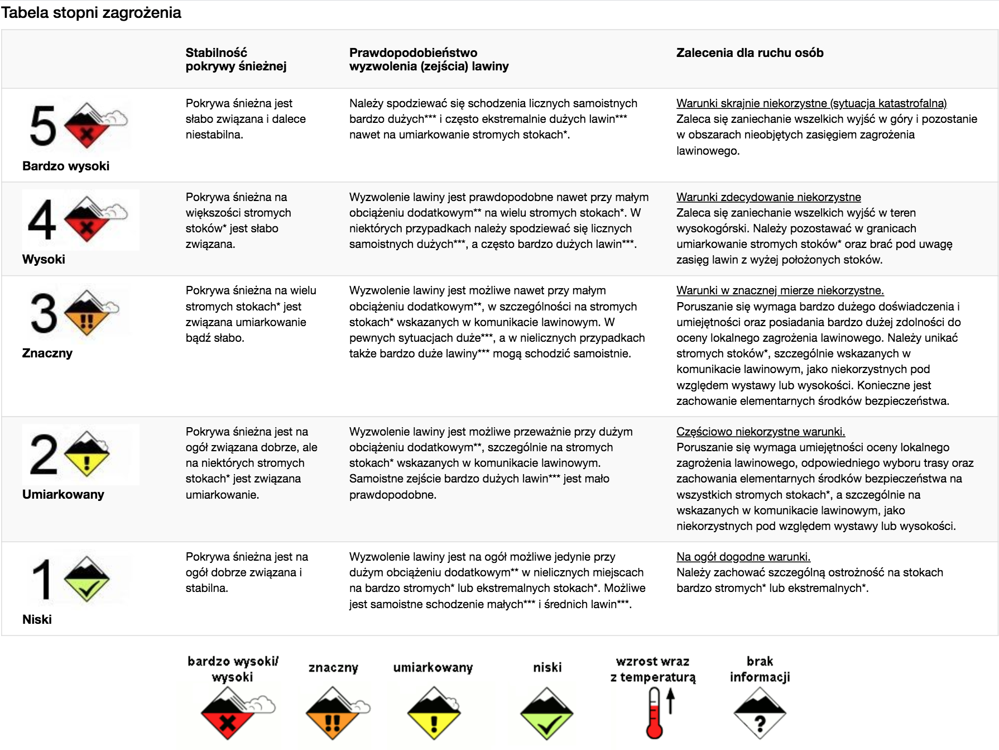 Tabela stopni zagrożenia
Stabilność
pokrywy śnieżnej
Prawdopodobieństwo
wyzwolenia (zejścia) lawiny
Zalecenia dla ruchu osób
5
Bardzo wysoki
Pokrywa śnieżna jest
słabo związana i dalece
niestabilna.
Należy spodziewać się schodzenia licznych samoistnych
bardzo dużych*** i często ekstremalnie dużych lawin***
nawet na umiarkowanie stromych stokach*.
Warunki skrajnie niekorzystne (sytuacja katastrofalna)
Zaleca się zaniechanie wszelkich wyjść w góry i pozostanie
w obszarach nieobjętych zasięgiem zagrożenia
lawinowego.
4
Wysoki
Pokrywa śnieżna na
większości stromych
stoków* jest słabo
związana.
Wyzwolenie lawiny jest prawdopodobne nawet przy małym
obciążeniu dodatkowym** na wielu stromych stokach*. W
niektórych przypadkach należy spodziewać się licznych
samoistnych dużych***, a często bardzo dużych lawin***.
Warunki zdecydowanie niekorzystne
Zaleca się zaniechanie wszelkich wyjść w teren
wysokogórski. Należy pozostawać w granicach
umiarkowanie stromych stoków* oraz brać pod uwagę
zasięg lawin z wyżej położonych stoków.
3
Znaczny
Pokrywa śnieżna na wielu
stromych stokach* jest
związana umiarkowanie
bądź słabo.
Wyzwolenie lawiny jest możliwe nawet przy małym
obciążeniu dodatkowym**, w szczególności na stromych
stokach* wskazanych w komunikacie lawinowym. W
pewnych sytuacjach duże***, a w nielicznych przypadkach
także bardzo duże lawiny*** mogą schodzić samoistnie.
Warunki w znacznej mierze niekorzystne.
Poruszanie się wymaga bardzo dużego doświadczenia i
umiejętności oraz posiadania bardzo dużej zdolności do
oceny lokalnego zagrożenia lawinowego. Należy unikać
stromych stoków*, szczególnie wskazanych w
komunikacie lawinowym, jako niekorzystnych pod
względem wystawy lub wysokości. Konieczne jest
zachowanie elementarnych środków bezpieczeństwa.
2
Umiarkowany
Pokrywa śnieżna jest na
ogół związana dobrze, ale
na niektórych stromych
stokach* jest związana
umiarkowanie.
Wyzwolenie lawiny jest możliwe przeważnie przy dużym
obciążeniu dodatkowym**, szczególnie na stromych
stokach* wskazanych w komunikacie lawinowym.
Samoistne zejście bardzo dużych lawin*** jest mało
prawdopodobne.
Częściowo niekorzystne warunki.
Poruszanie się wymaga umiejętności oceny lokalnego
zagrożenia lawinowego, odpowiedniego wyboru trasy oraz
zachowania elementarnych środków bezpieczeństwa na
wszystkich stromych stokach*, a szczególnie na
wskazanych w komunikacie lawinowym, jako
niekorzystnych pod względem wystawy lub wysokości.
1
Niski
Pokrywa śnieżna jest na
ogół dobrze związana i
stabilna.
Wyzwolenie lawiny jest na ogół możliwe jedynie przy
dużym obciążeniu dodatkowym** w nielicznych miejscach
na bardzo stromych* lub ekstremalnych stokach*. Możliwe
jest samoistne schodzenie małych*** i średnich lawin***.
Na ogół dogodne warunki.
Należy zachować szczególną ostrożność na stokach
bardzo stromych* lub ekstremalnych*.
bardzo wysoki/
wysoki
znaczny
umiarkowany
niski
wzrost wraz
z temperaturą
brak
informacji
!!
!
?